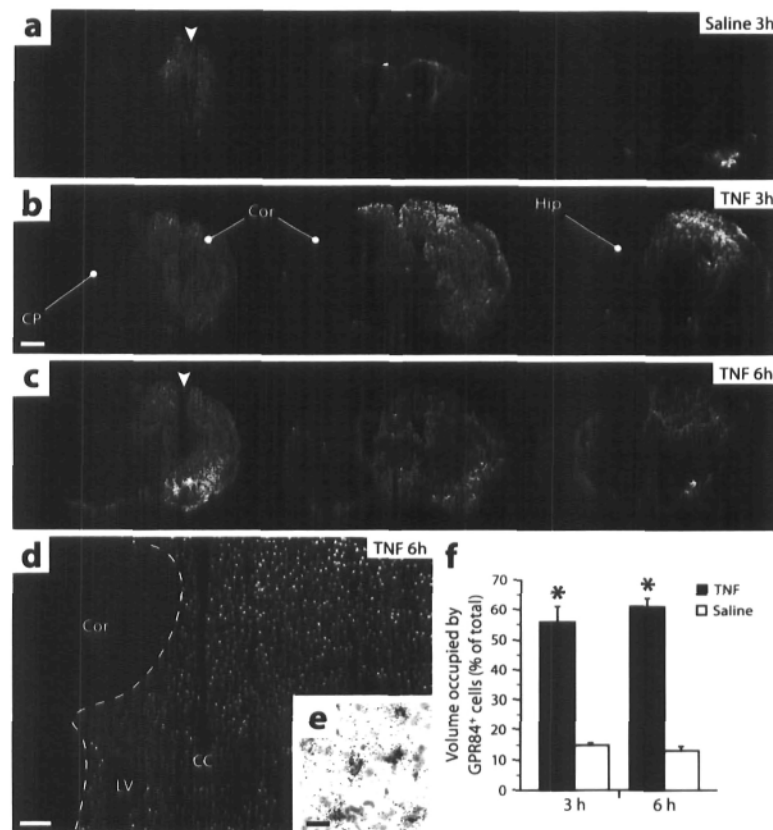 a
Saline 3h
b
TNF 3h
Cor
Hip
CP
c
TNF 6h
d
TNF 6h
Cor
CC
LV
e
f
Volume occupied by
GPR84⁺ cells (% of total)
70
60
50
40
30
20
10
0
*
*
TNF
Saline
3 h
6 h